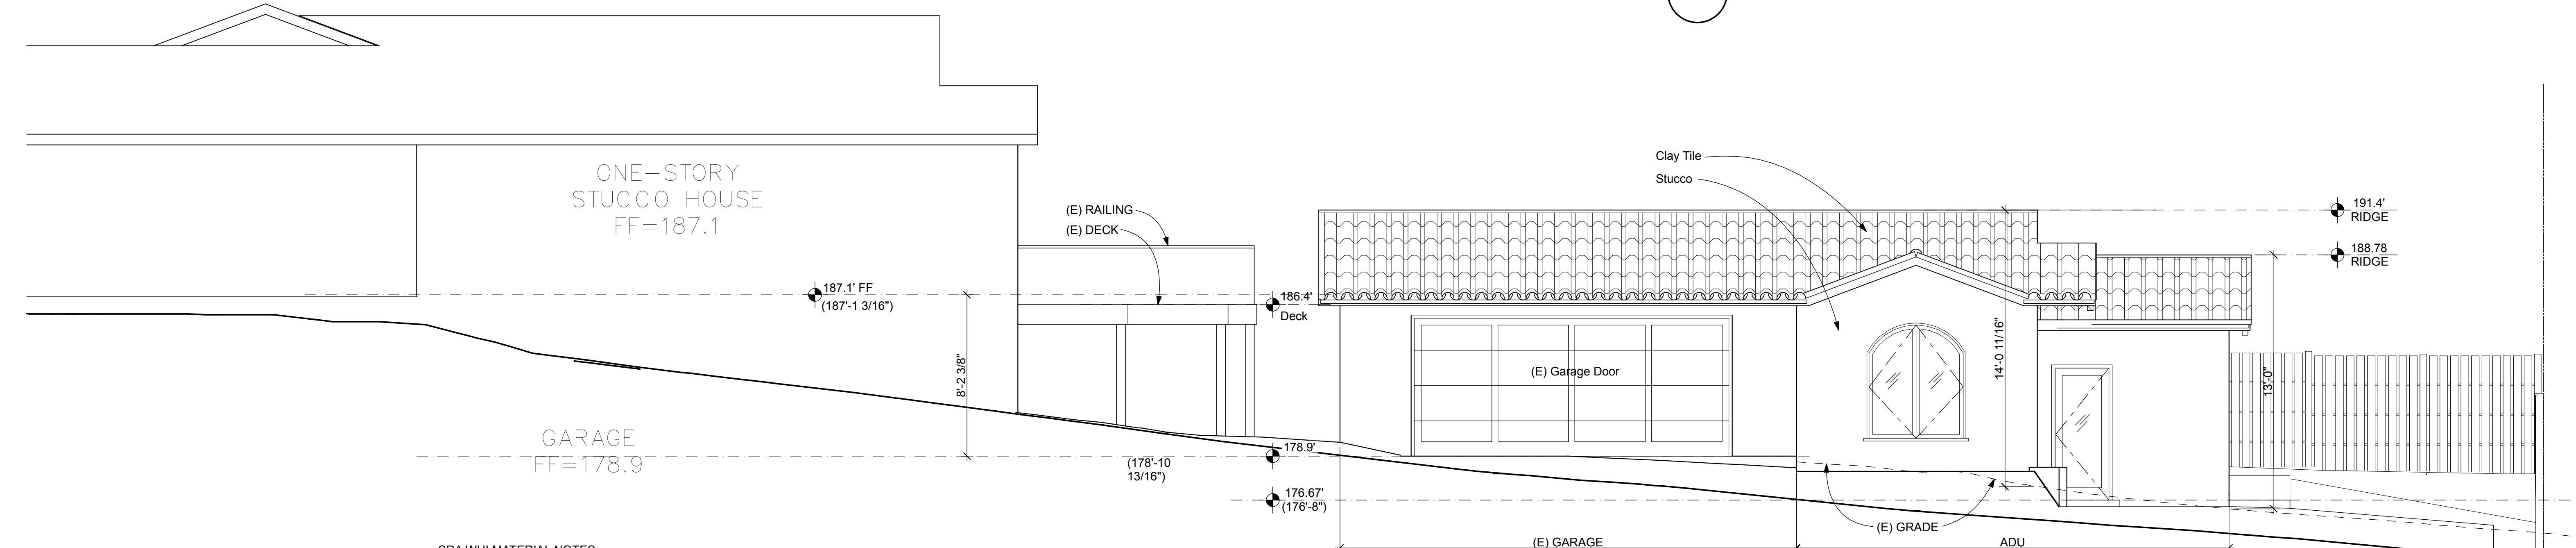 ONE-STORY
STUCCO HOUSE
FF=187.1
(E) RAILING
(E) DECK
187.1' FF
(187'-1 3/16")
186.4'
Deck
8'-2 3/8"
GARAGE
FF=178.9
(178'-10
13/16")
178.9'
176.67'
(176'-8")
Clay Tile
Stucco
(E) Garage Door
14'-0 11/16"
191.4'
RIDGE
188.78
RIDGE
13'-0"
(E) GRADE
(E) GARAGE
ADU